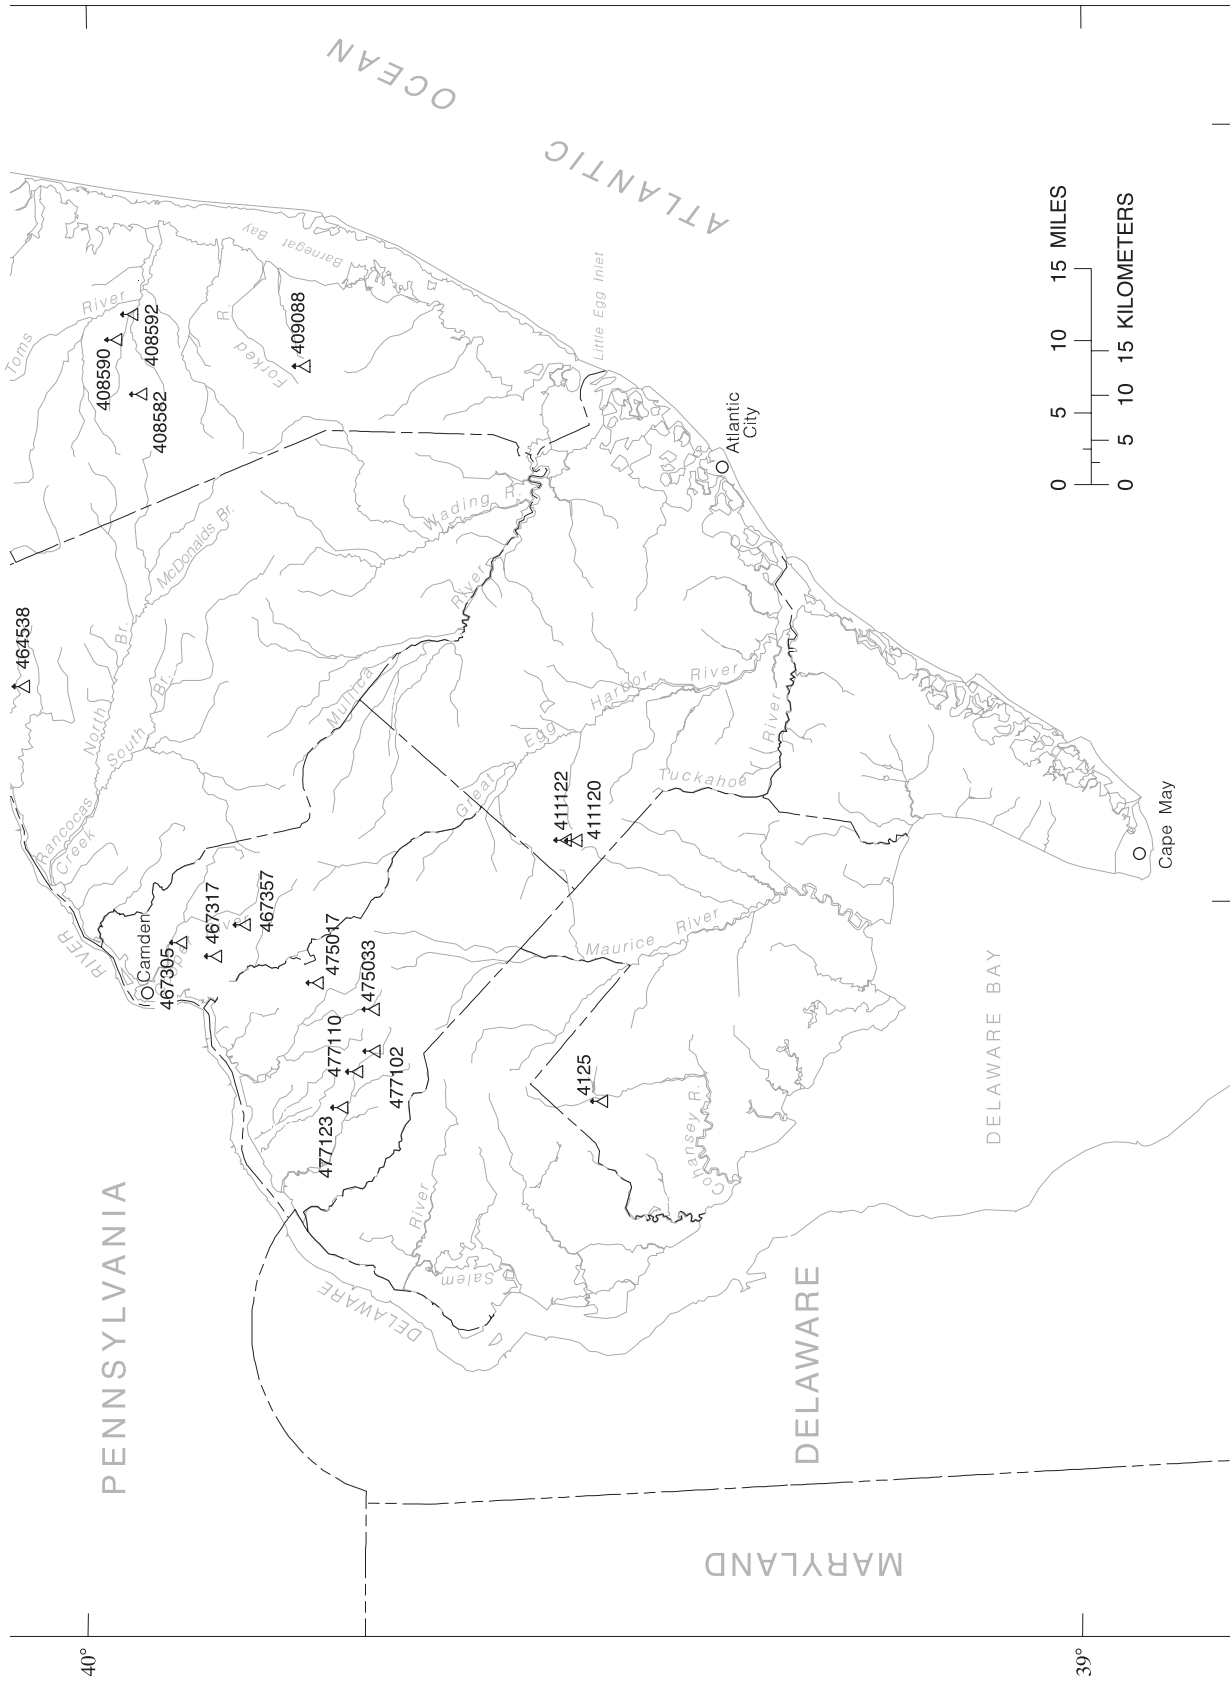 OCEAN
ATLANTIC
Barnegat Bay
Little Egg Inlet
Toms
River
408590
408592
408582
Forked
R.
409088
0 5 10 15 MILES
0 5 10 15 KILOMETERS
Atlantic
City
McDonalds Br.
Wading R.
464538
North
Br.
South
Br.
Rancocas
Creek
Mullica
River
Great
Egg
Harbor
River
Tuckahoe
River
411122
411120
Cape May
RIVER
Camden
467305
467317
467357
475017
475033
477110
477102
477123
Maurice River
4125
Cohansey R.
DELAWARE BAY
River
Salem
DELAWARE
PENNSYLVANIA
DELAWARE
MARYLAND
40°
39°